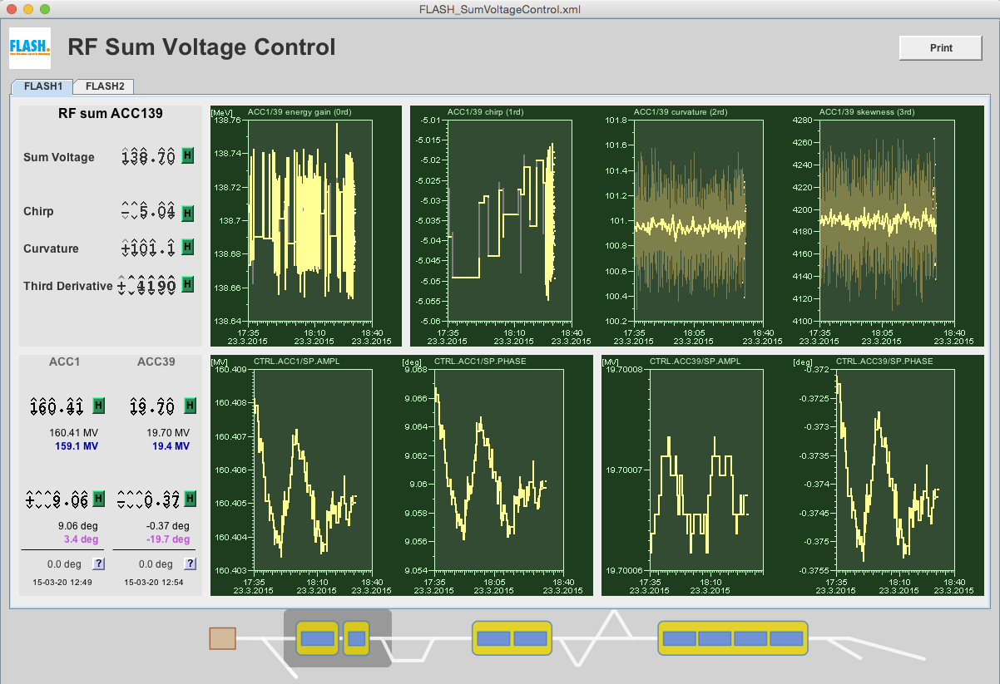 FLASH_SumVoltageControl.xml
FLASH.
RF Sum Voltage Control
Print
FLASH1 FLASH2
RF sum ACC139
Sum Voltage 138.70 H
Chirp -5.04 H
Curvature +101.1 H
Third Derivative + 4190 H
[MeV] ACC1/39 energy gain (0rd)
138.76
138.74
138.72
138.7
138.68
138.66
138.64
17:35 18:10 18:40
23.3.2015 23.3.2015 23.3.2015
ACC1/39 chirp (1rd)
-5.01
-5.015
-5.02
-5.025
-5.03
-5.035
-5.04
-5.045
-5.05
-5.055
-5.06
17:35 18:10 18:40
23.3.2015 23.3.2015 23.3.2015
ACC1/39 curvature (2rd)
101.8
101.6
101.4
101.2
101.
100.8
100.6
100.4
100.2
17:35 18:05 18:40
23.3.2015 23.3.2015 23.3.2015
ACC1/39 skewness (3rd)
4280
4260
4240
4220
4200
4180
4160
4140
4120
4100
17:35 18:05 18:40
23.3.2015 23.3.2015 23.3.2015
ACC1 ACC39
160.41 H 19.70 H
160.41 MV 19.70 MV
159.1 MV 19.4 MV
+9.06 H -0.37 H
9.06 deg -0.37 deg
3.4 deg -19.7 deg
0.0 deg ? 0.0 deg ?
15-03-20 12:49 15-03-20 12:54
[MV] CTRL.ACC1/SP.AMPL
160.409
160.408
160.407
160.406
160.405
160.404
160.403
17:35 18:10 18:40
23.3.2015 23.3.2015 23.3.2015
[deg] CTRL.ACC1/SP.PHASE
9.068
9.066
9.064
9.062
9.06
9.058
9.056
9.054
17:35 18:05 18:40
23.3.2015 23.3.2015 23.3.2015
[MV] CTRL.ACC39/SP.AMPL
19.70008
19.70007
19.70006
17:35 18:10 18:40
23.3.2015 23.3.2015 23.3.2015
[deg] CTRL.ACC39/SP.PHASE
-0.372
-0.3725
-0.373
-0.3735
-0.374
-0.3745
-0.375
-0.3755
17:35 18:10 18:40
23.3.2015 23.3.2015 23.3.2015